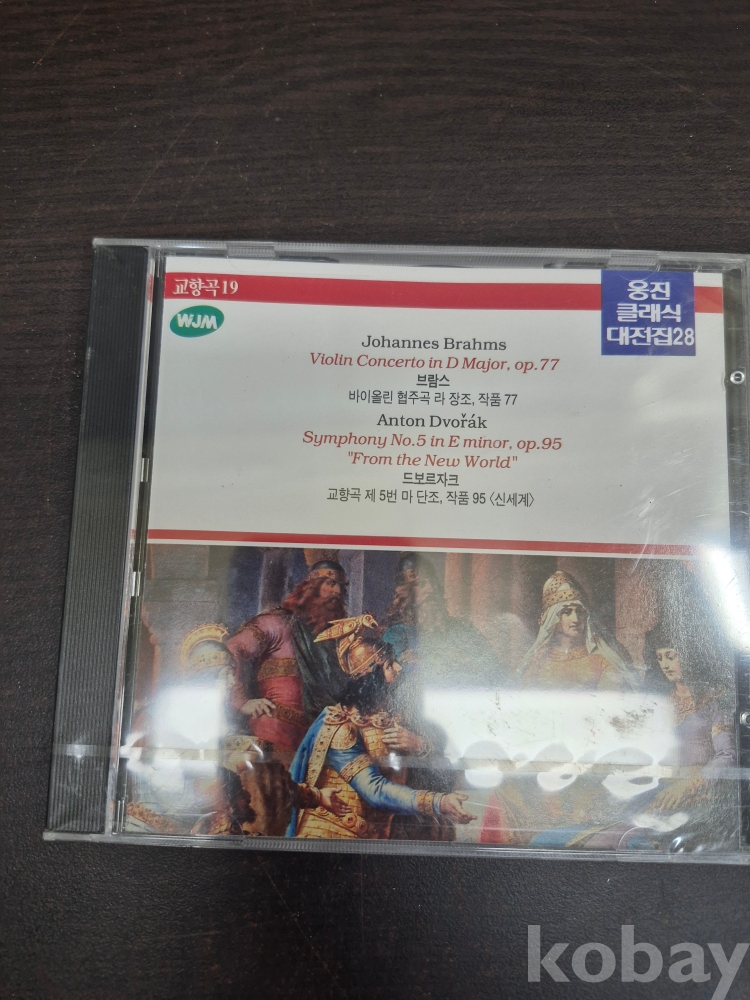 교향곡19
WJM
웅진
클래식
대전집28
Johannes Brahms
Violin Concerto in D Major, op.77
브람스
바이올린 협주곡 라 장조, 작품 77
Anton Dvořák
Symphony No.5 in E minor, op.95
"From the New World"
드보르자크
교향곡 제 5번 마 단조, 작품 95 〈신세계〉
kobay